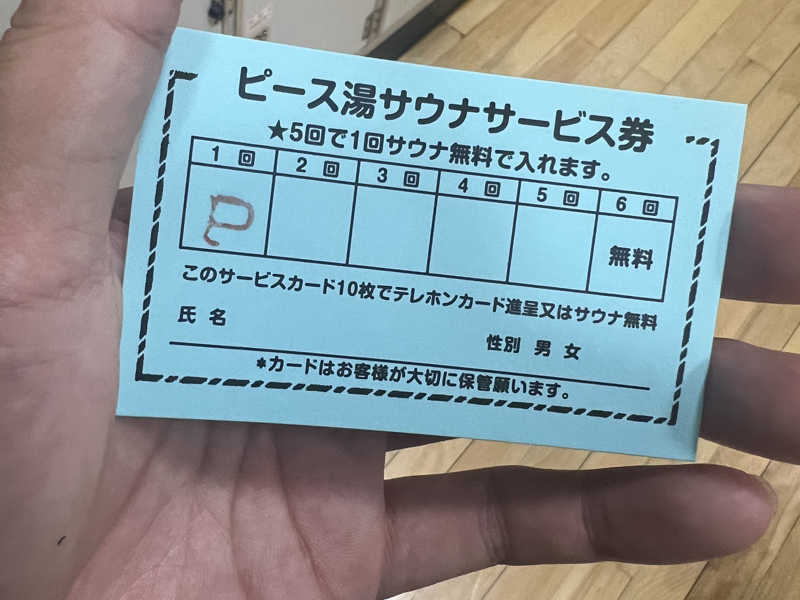 ピース湯サウナサービス券
★5回で1回サウナ無料で入れます。
1 回 2 回 3 回 4 回 5 回 6 回
P 無料
このサービスカード10枚でテレホンカード進呈又はサウナ無料
氏 名 性別 男 女
*カードはお客様が大切に保管願います。